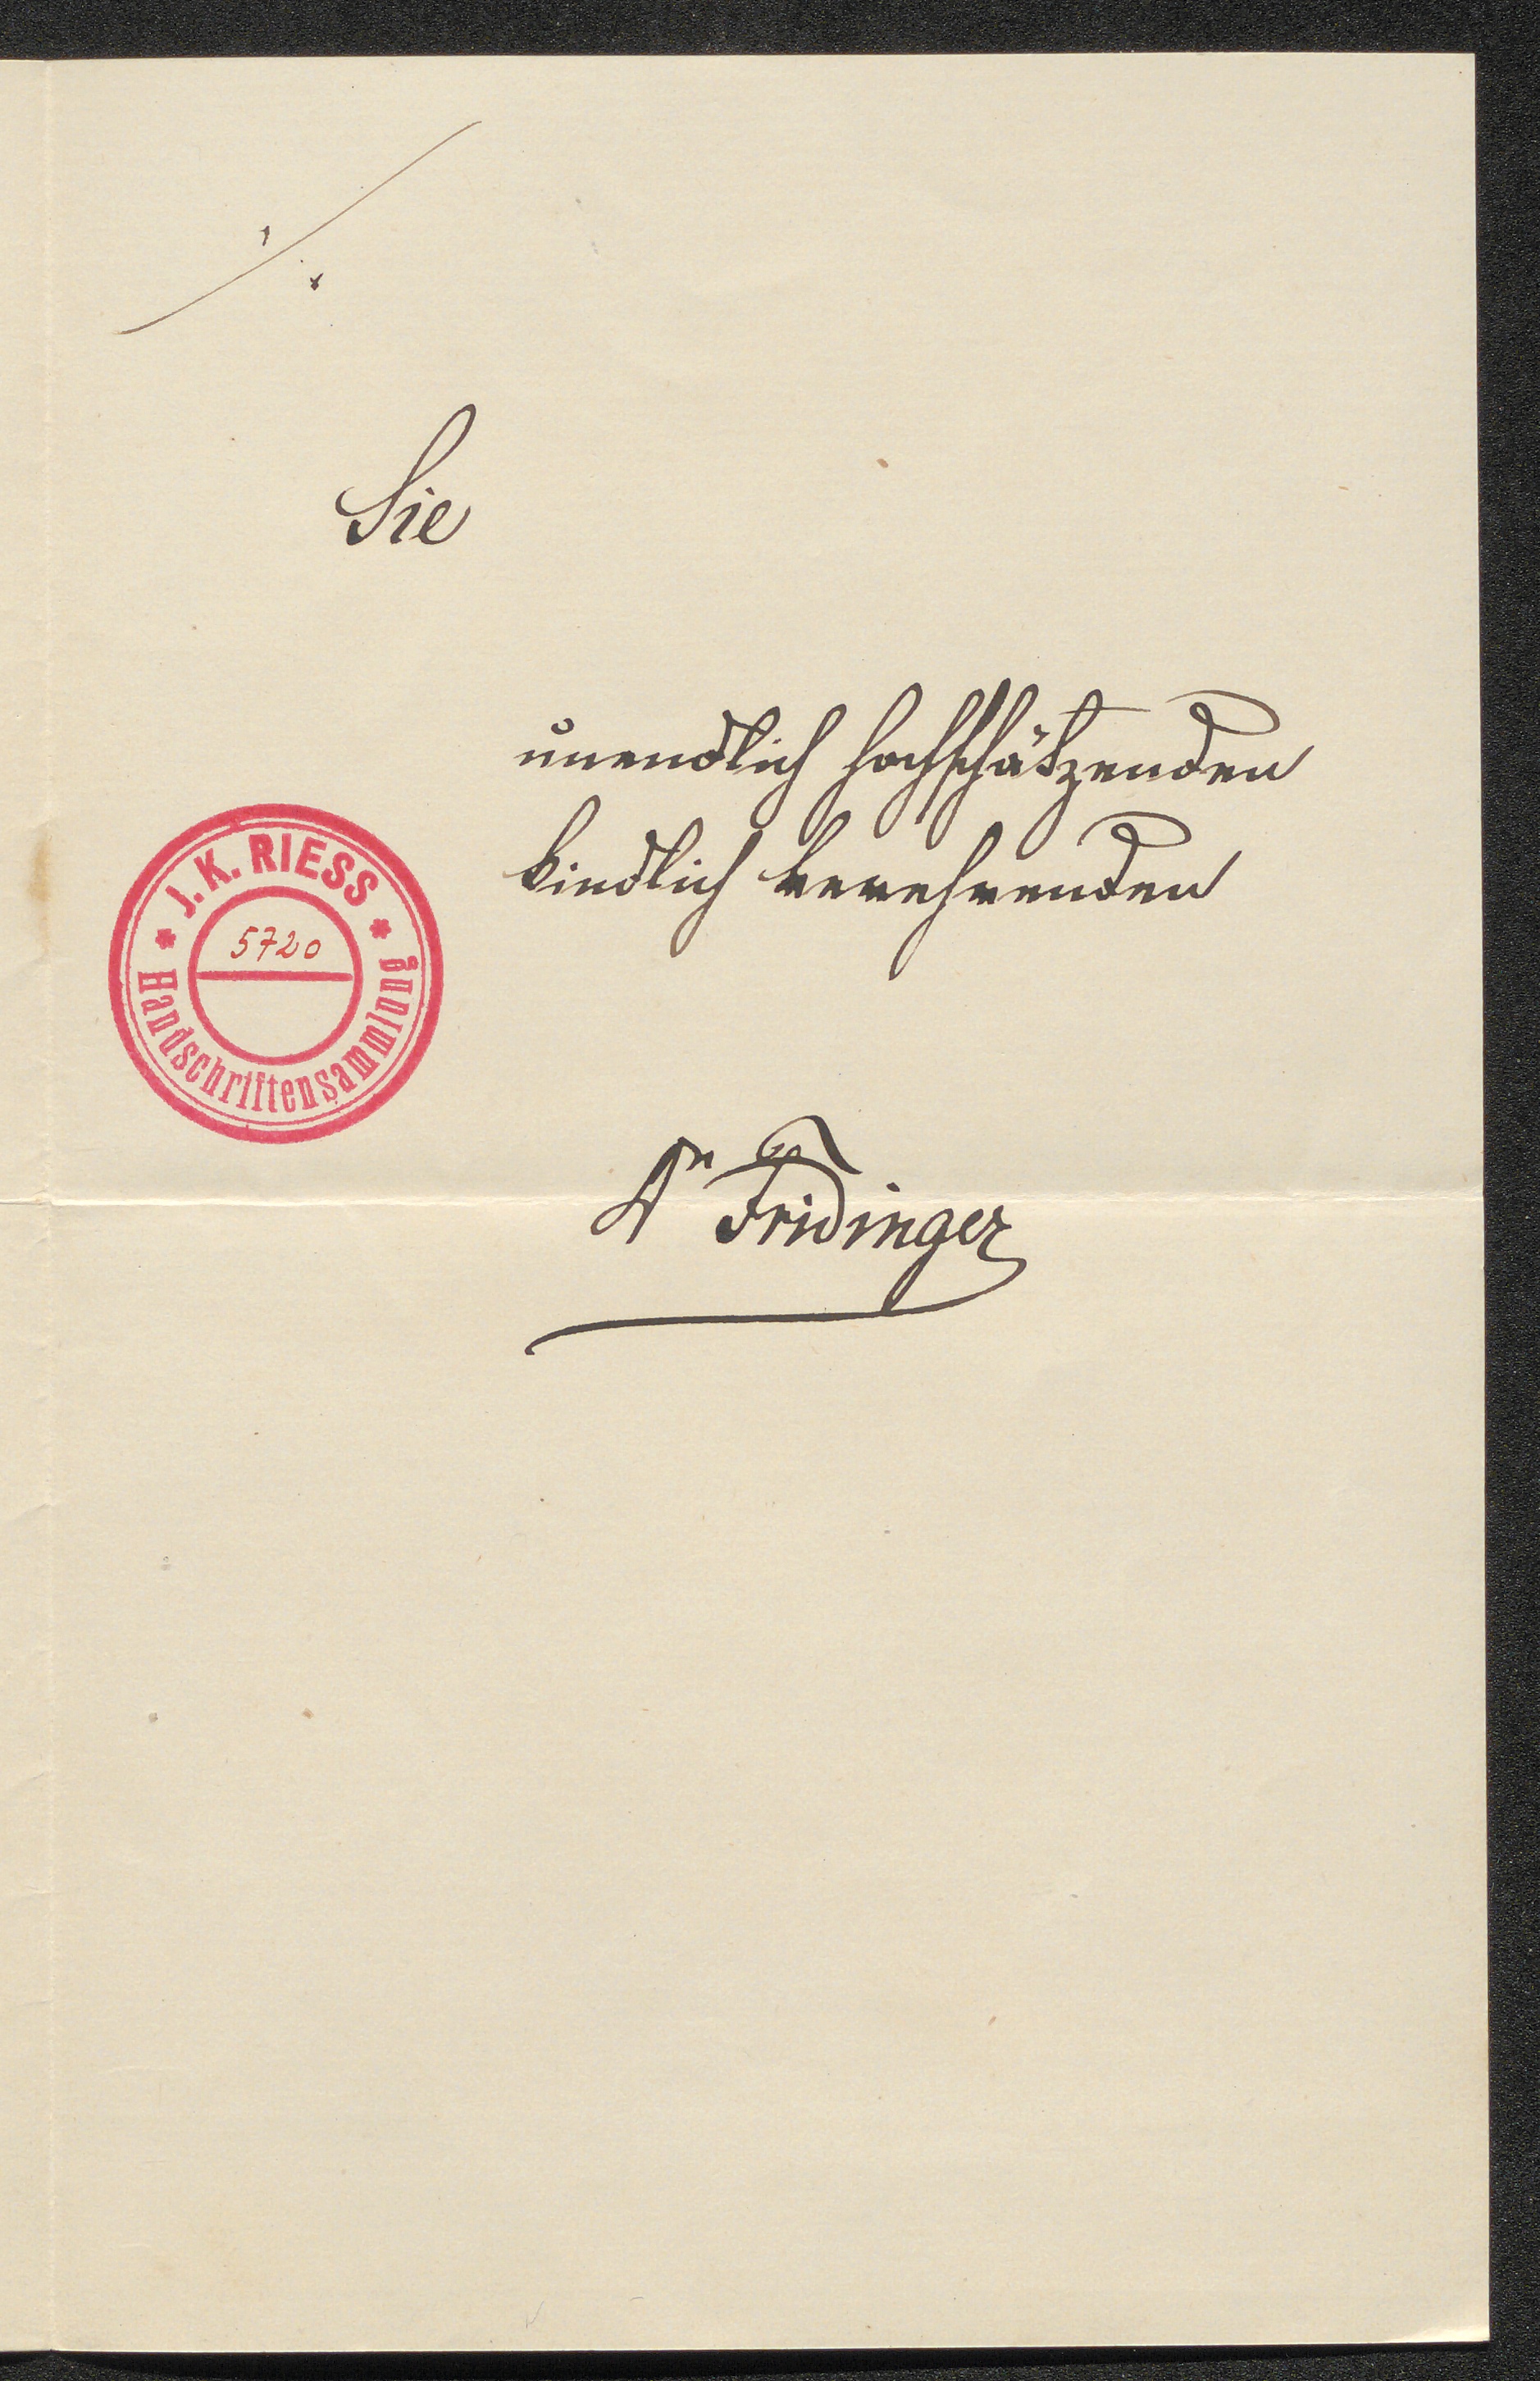 ./.
Sie
unendlich hochschätzenden
kindlich verehrenden
J. K. RIESS
5720
Handschriftensammlung
Dr Fridinger